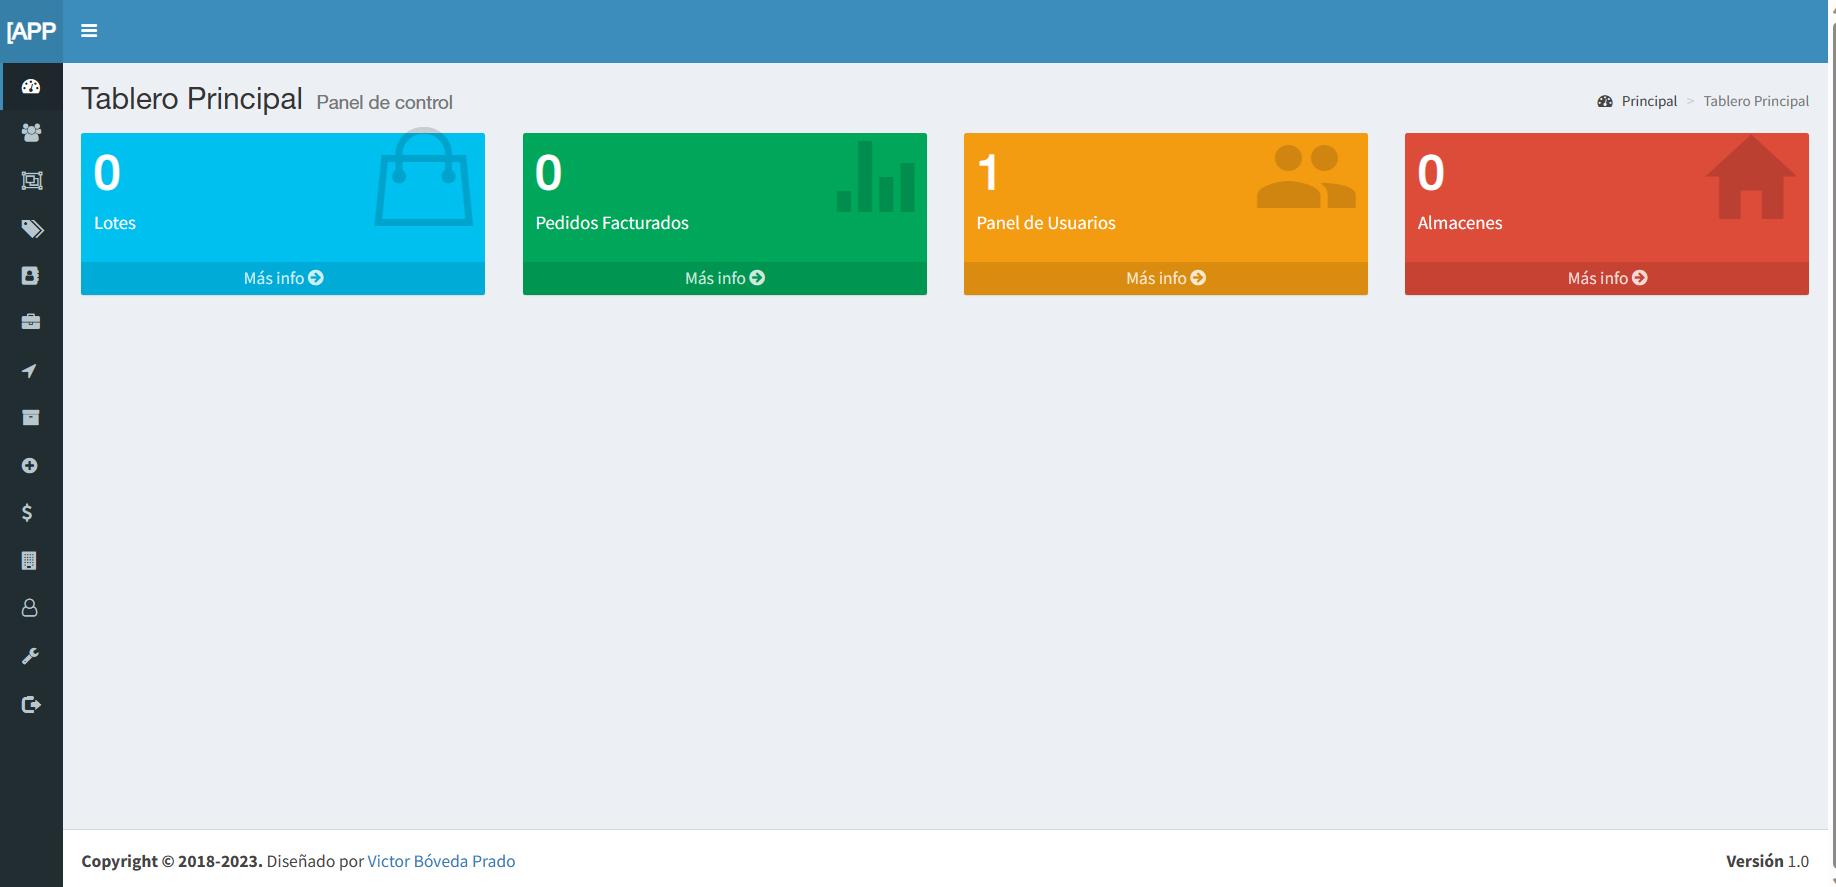 [APP
Tablero Principal Panel de control
Principal > Tablero Principal
0
Lotes
Más info
0
Pedidos Facturados
Más info
1
Panel de Usuarios
Más info
0
Almacenes
Más info
Copyright © 2018-2023. Diseñado por Victor Bóveda Prado
Versión 1.0